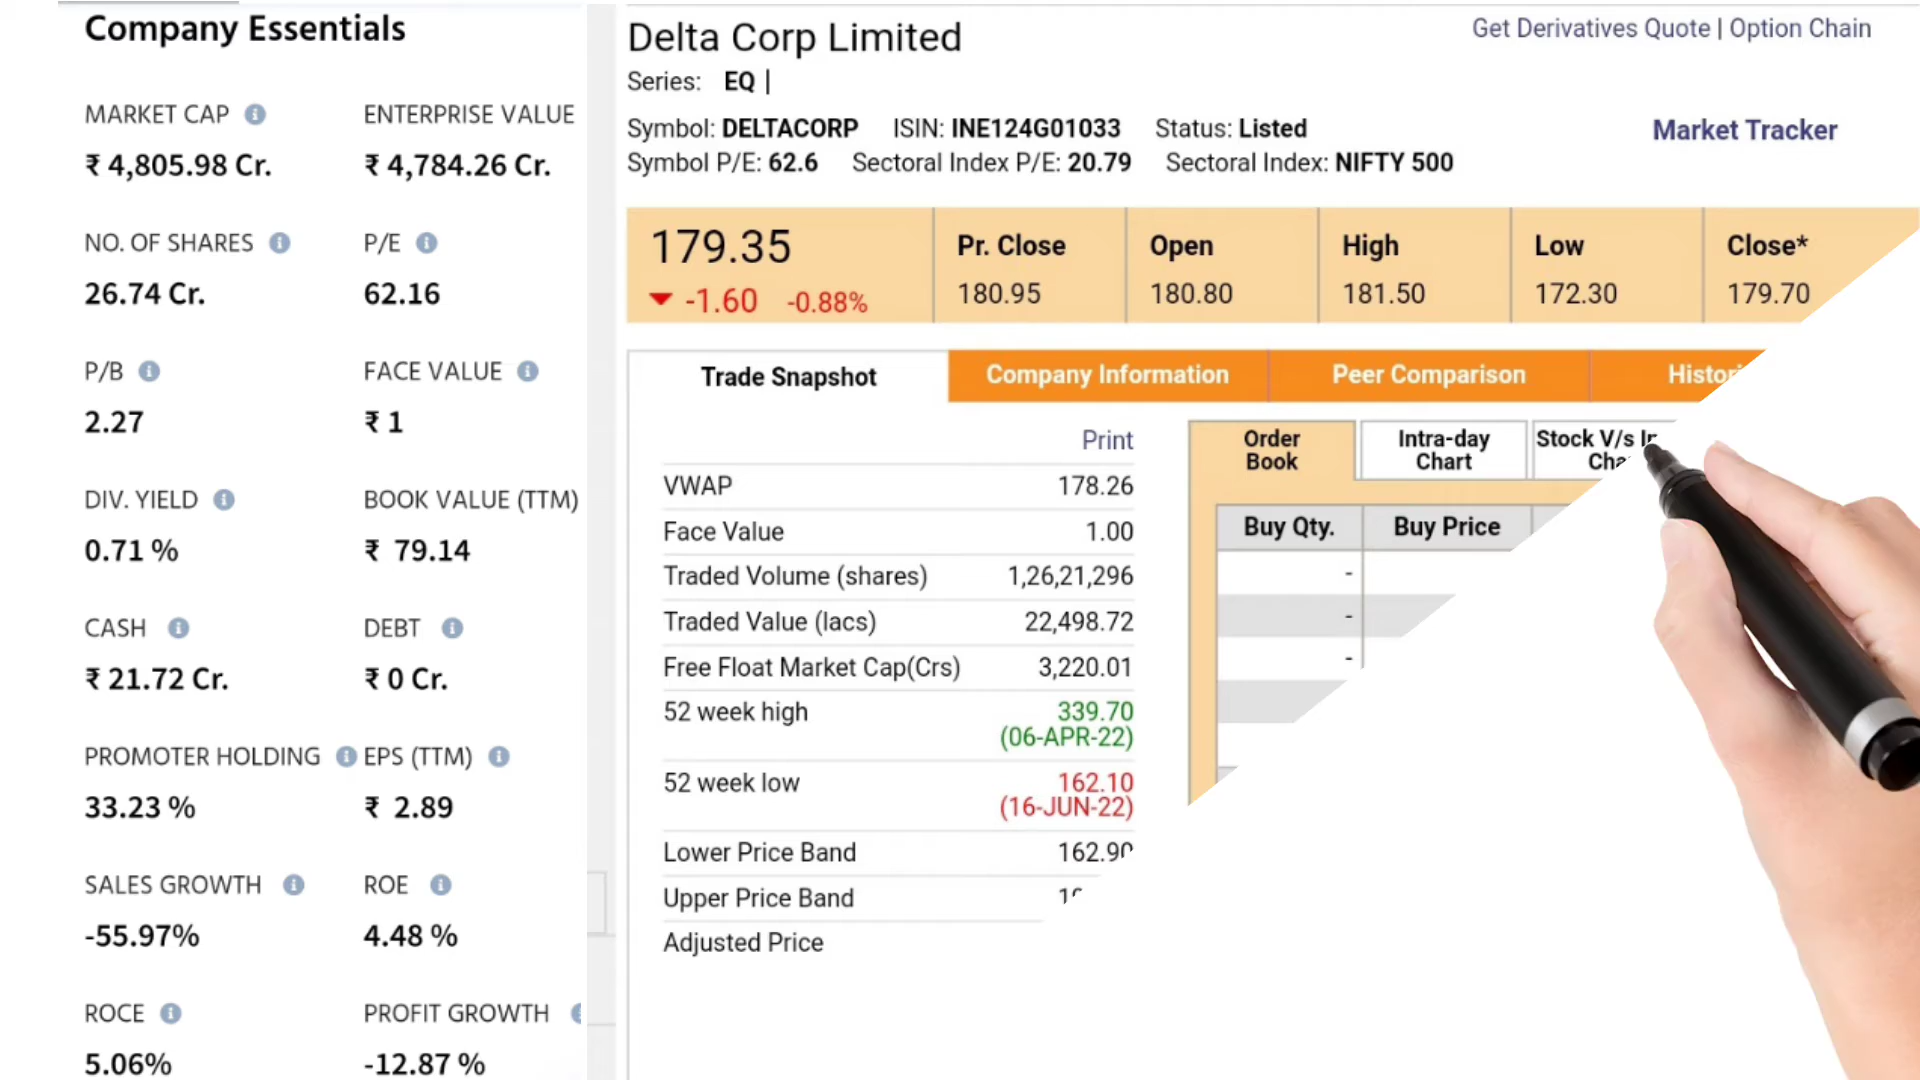 Company Essentials
MARKET CAP
ENTERPRISE VALUE
₹ 4,805.98 Cr.
₹ 4,784.26 Cr.
NO. OF SHARES
P/E
26.74 Cr.
62.16
P/B
FACE VALUE
2.27
₹ 1
DIV. YIELD
BOOK VALUE (TTM)
0.71 %
₹ 79.14
CASH
DEBT
₹ 21.72 Cr.
₹ 0 Cr.
PROMOTER HOLDING
EPS (TTM)
33.23 %
₹ 2.89
SALES GROWTH
ROE
-55.97%
4.48 %
ROCE
PROFIT GROWTH
5.06%
-12.87 %
Delta Corp Limited
Get Derivatives Quote | Option Chain
Series: EQ |
Symbol: DELTACORP ISIN: INE124G01033 Status: Listed
Market Tracker
Symbol P/E: 62.6 Sectoral Index P/E: 20.79 Sectoral Index: NIFTY 500
179.35
-1.60 -0.88%
Pr. Close
180.95
Open
180.80
High
181.50
Low
172.30
Close*
179.70
Trade Snapshot
Company Information
Peer Comparison
Print
VWAP 178.26
Face Value 1.00
Traded Volume (shares) 1,26,21,296
Traded Value (lacs) 22,498.72
Free Float Market Cap(Crs) 3,220.01
52 week high 339.70
(06-APR-22)
52 week low 162.10
(16-JUN-22)
Lower Price Band 162.90
Upper Price Band
Adjusted Price
Order
Book
Intra-day
Chart
Stock V/s
Buy Qty.
Buy Price
-
-
-